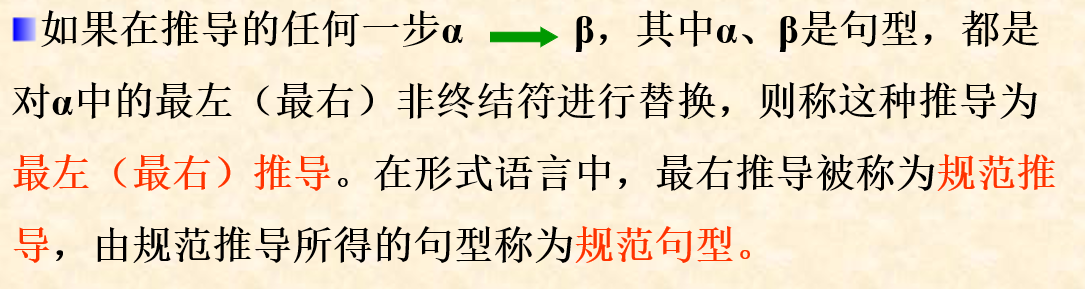 如果在推导的任何一步α → β，其中α、β是句型，都是
对α中的最左（最右）非终结符进行替换，则称这种推导为
最左（最右）推导。在形式语言中，最右推导被称为规范推
导，由规范推导所得的句型称为规范句型。